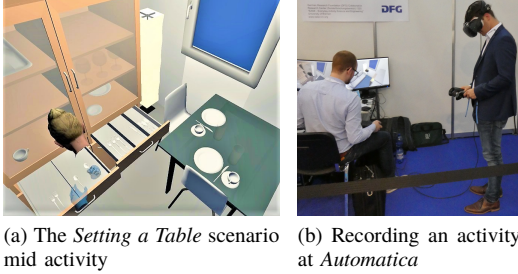 DFG
(a) The Setting a Table scenario
mid activity
(b) Recording an activity
at Automatica